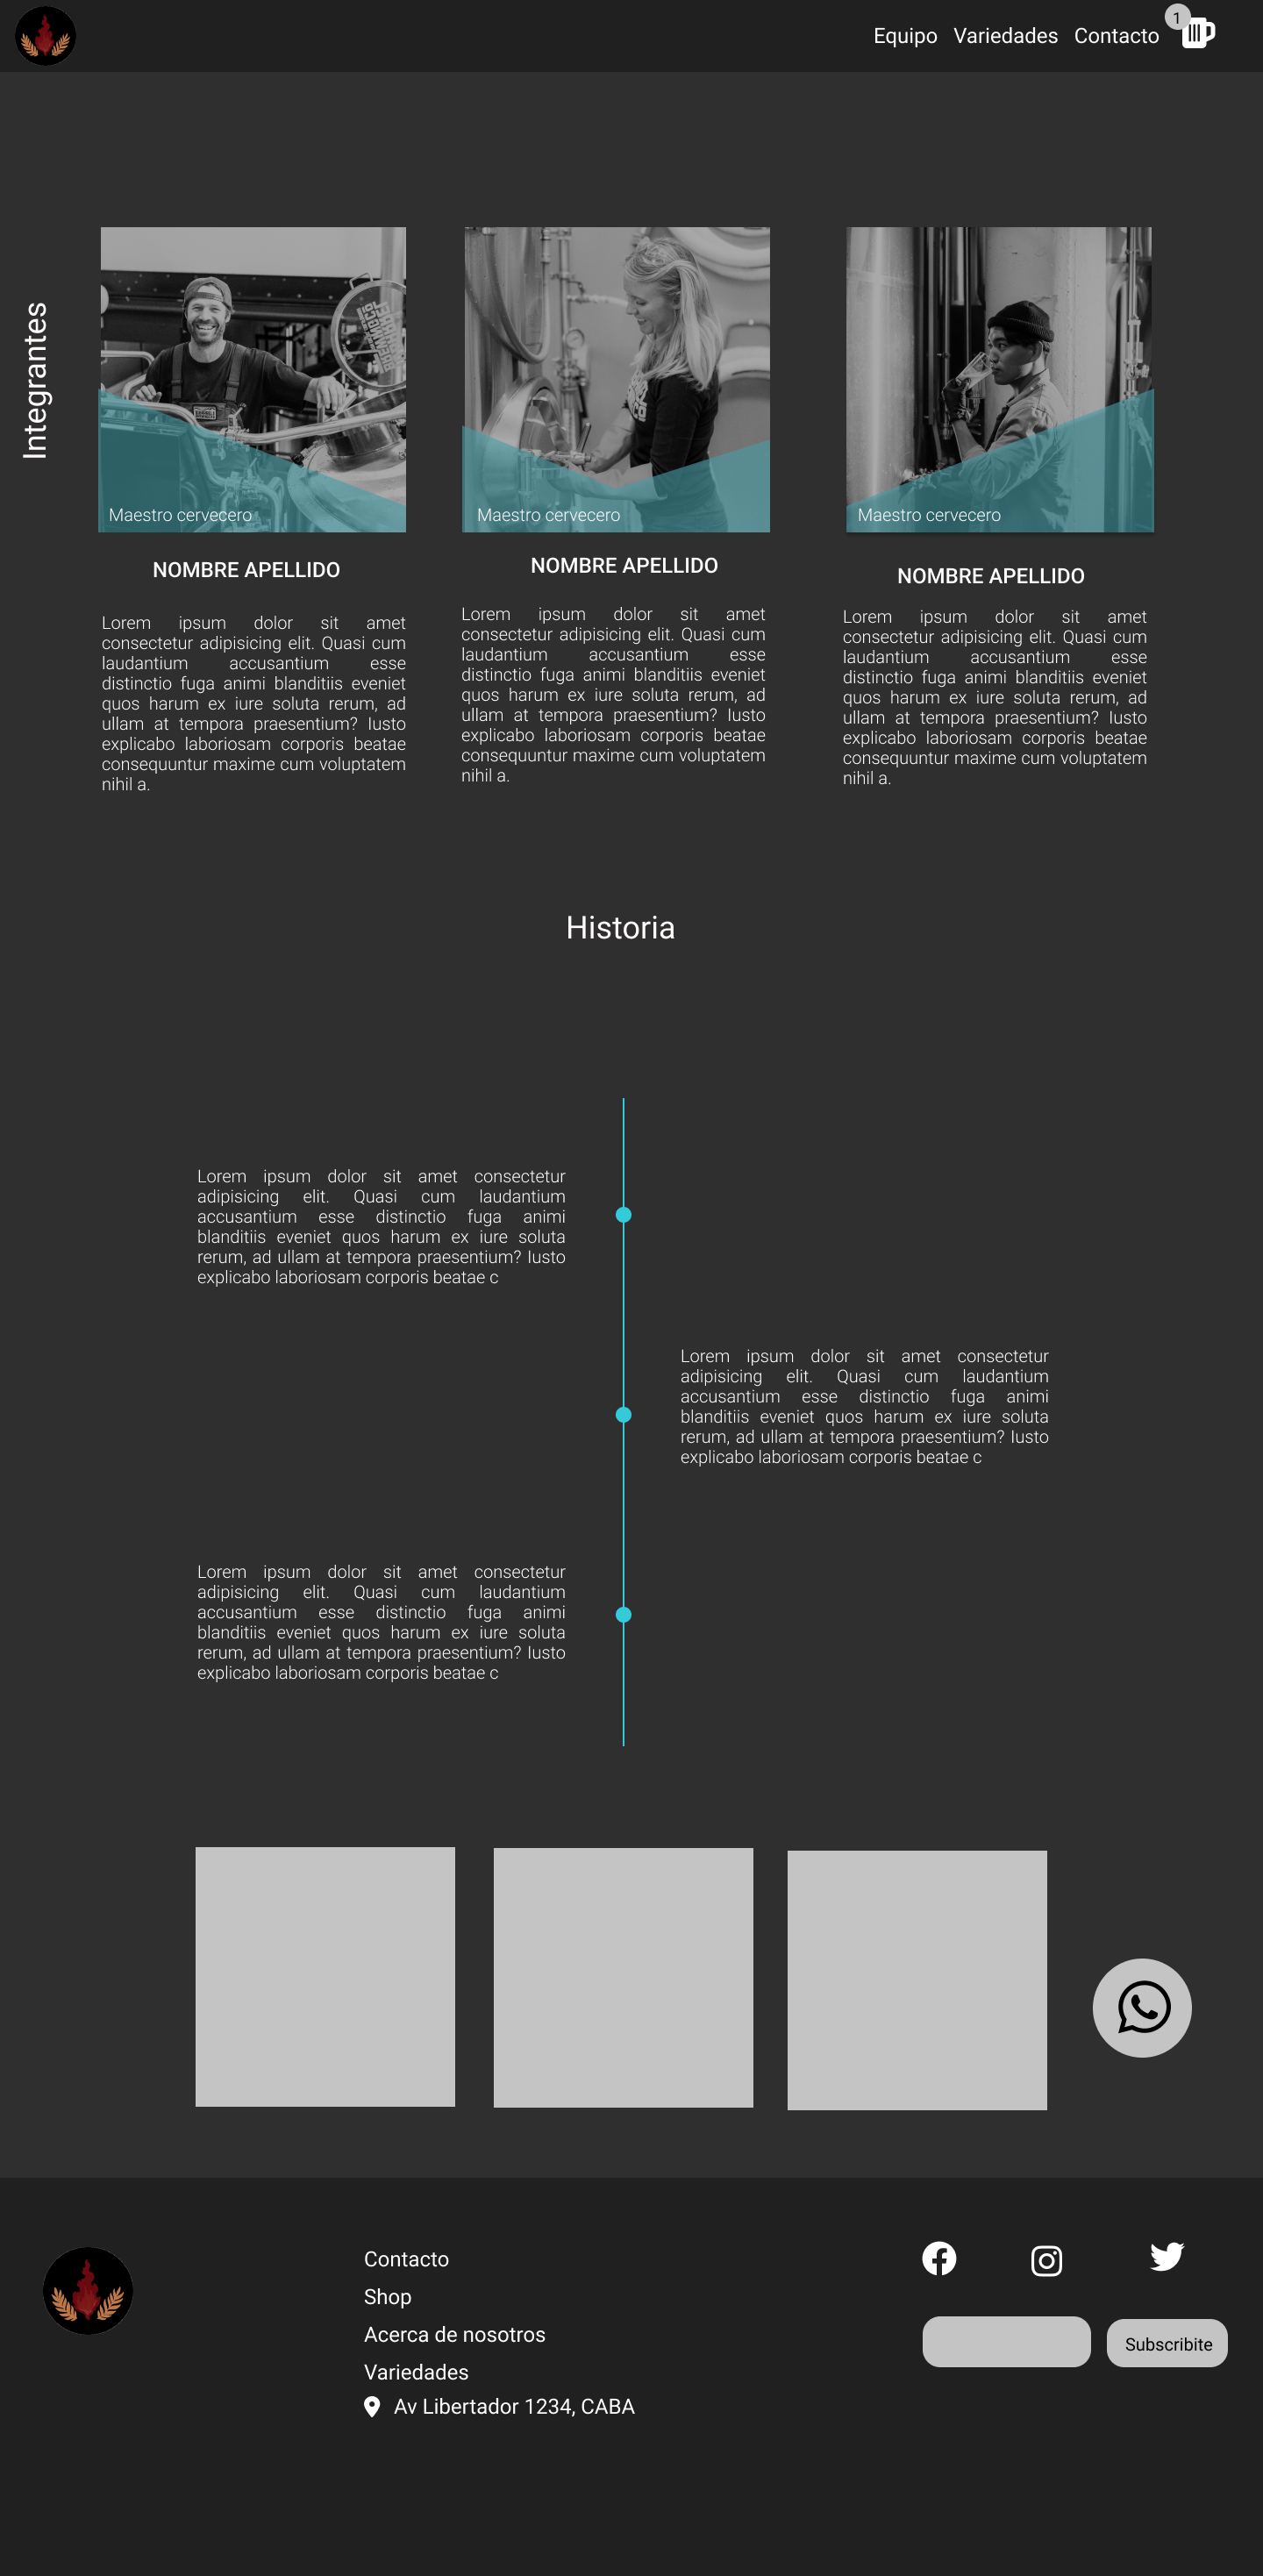 Equipo Variedades Contacto 1
Integrantes
Maestro cervecero
NOMBRE APELLIDO
Lorem ipsum dolor sit amet
consectetur adipisicing elit. Quasi cum
laudantium accusantium esse
distinctio fuga animi blanditiis eveniet
quos harum ex iure soluta rerum, ad
ullam at tempora praesentium? Iusto
explicabo laboriosam corporis beatae
consequuntur maxime cum voluptatem
nihil a.
Maestro cervecero
NOMBRE APELLIDO
Lorem ipsum dolor sit amet
consectetur adipisicing elit. Quasi cum
laudantium accusantium esse
distinctio fuga animi blanditiis eveniet
quos harum ex iure soluta rerum, ad
ullam at tempora praesentium? Iusto
explicabo laboriosam corporis beatae
consequuntur maxime cum voluptatem
nihil a.
Maestro cervecero
NOMBRE APELLIDO
Lorem ipsum dolor sit amet
consectetur adipisicing elit. Quasi cum
laudantium accusantium esse
distinctio fuga animi blanditiis eveniet
quos harum ex iure soluta rerum, ad
ullam at tempora praesentium? Iusto
explicabo laboriosam corporis beatae
consequuntur maxime cum voluptatem
nihil a.
Historia
Lorem ipsum dolor sit amet consectetur
adipisicing elit. Quasi cum laudantium
accusantium esse distinctio fuga animi
blanditiis eveniet quos harum ex iure soluta
rerum, ad ullam at tempora praesentium? Iusto
explicabo laboriosam corporis beatae c
Lorem ipsum dolor sit amet consectetur
adipisicing elit. Quasi cum laudantium
accusantium esse distinctio fuga animi
blanditiis eveniet quos harum ex iure soluta
rerum, ad ullam at tempora praesentium? Iusto
explicabo laboriosam corporis beatae c
Lorem ipsum dolor sit amet consectetur
adipisicing elit. Quasi cum laudantium
accusantium esse distinctio fuga animi
blanditiis eveniet quos harum ex iure soluta
rerum, ad ullam at tempora praesentium? Iusto
explicabo laboriosam corporis beatae c
Contacto
Shop
Acerca de nosotros
Variedades
Av Libertador 1234, CABA
Subscribite